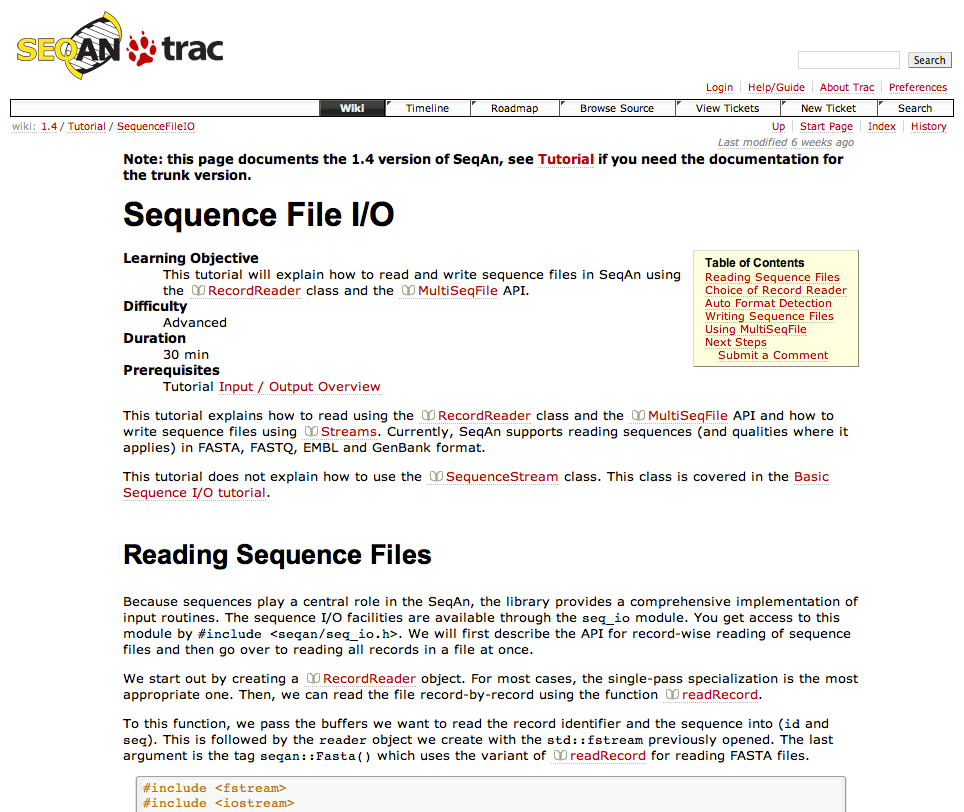 SEQAN trac
Search
Login Help/Guide About Trac Preferences
Wiki Timeline Roadmap Browse Source View Tickets New Ticket Search
wiki: 1.4 / Tutorial / SequenceFileIO
Up Start Page Index History
Last modified 6 weeks ago
Note: this page documents the 1.4 version of SeqAn, see Tutorial if you need the documentation for
the trunk version.
Sequence File I/O
Learning Objective
This tutorial will explain how to read and write sequence files in SeqAn using
the RecordReader class and the MultiSeqFile API.
Difficulty
Advanced
Duration
30 min
Prerequisites
Tutorial Input / Output Overview
Table of Contents
Reading Sequence Files
Choice of Record Reader
Auto Format Detection
Writing Sequence Files
Using MultiSeqFile
Next Steps
Submit a Comment
This tutorial explains how to read using the RecordReader class and the MultiSeqFile API and how to
write sequence files using Streams. Currently, SeqAn supports reading sequences (and qualities where it
applies) in FASTA, FASTQ, EMBL and GenBank format.
This tutorial does not explain how to use the SequenceStream class. This class is covered in the Basic
Sequence I/O tutorial.
Reading Sequence Files
Because sequences play a central role in the SeqAn, the library provides a comprehensive implementation of
input routines. The sequence I/O facilities are available through the seq_io module. You get access to this
module by #include <seqan/seq_io.h>. We will first describe the API for record-wise reading of sequence
files and then go over to reading all records in a file at once.
We start out by creating a RecordReader object. For most cases, the single-pass specialization is the most
appropriate one. Then, we can read the file record-by-record using the function readRecord.
To this function, we pass the buffers we want to read the record identifier and the sequence into (id and
seq). This is followed by the reader object we create with the std::fstream previously opened. The last
argument is the tag seqan::Fasta() which uses the variant of readRecord for reading FASTA files.
#include <fstream>
#include <iostream>